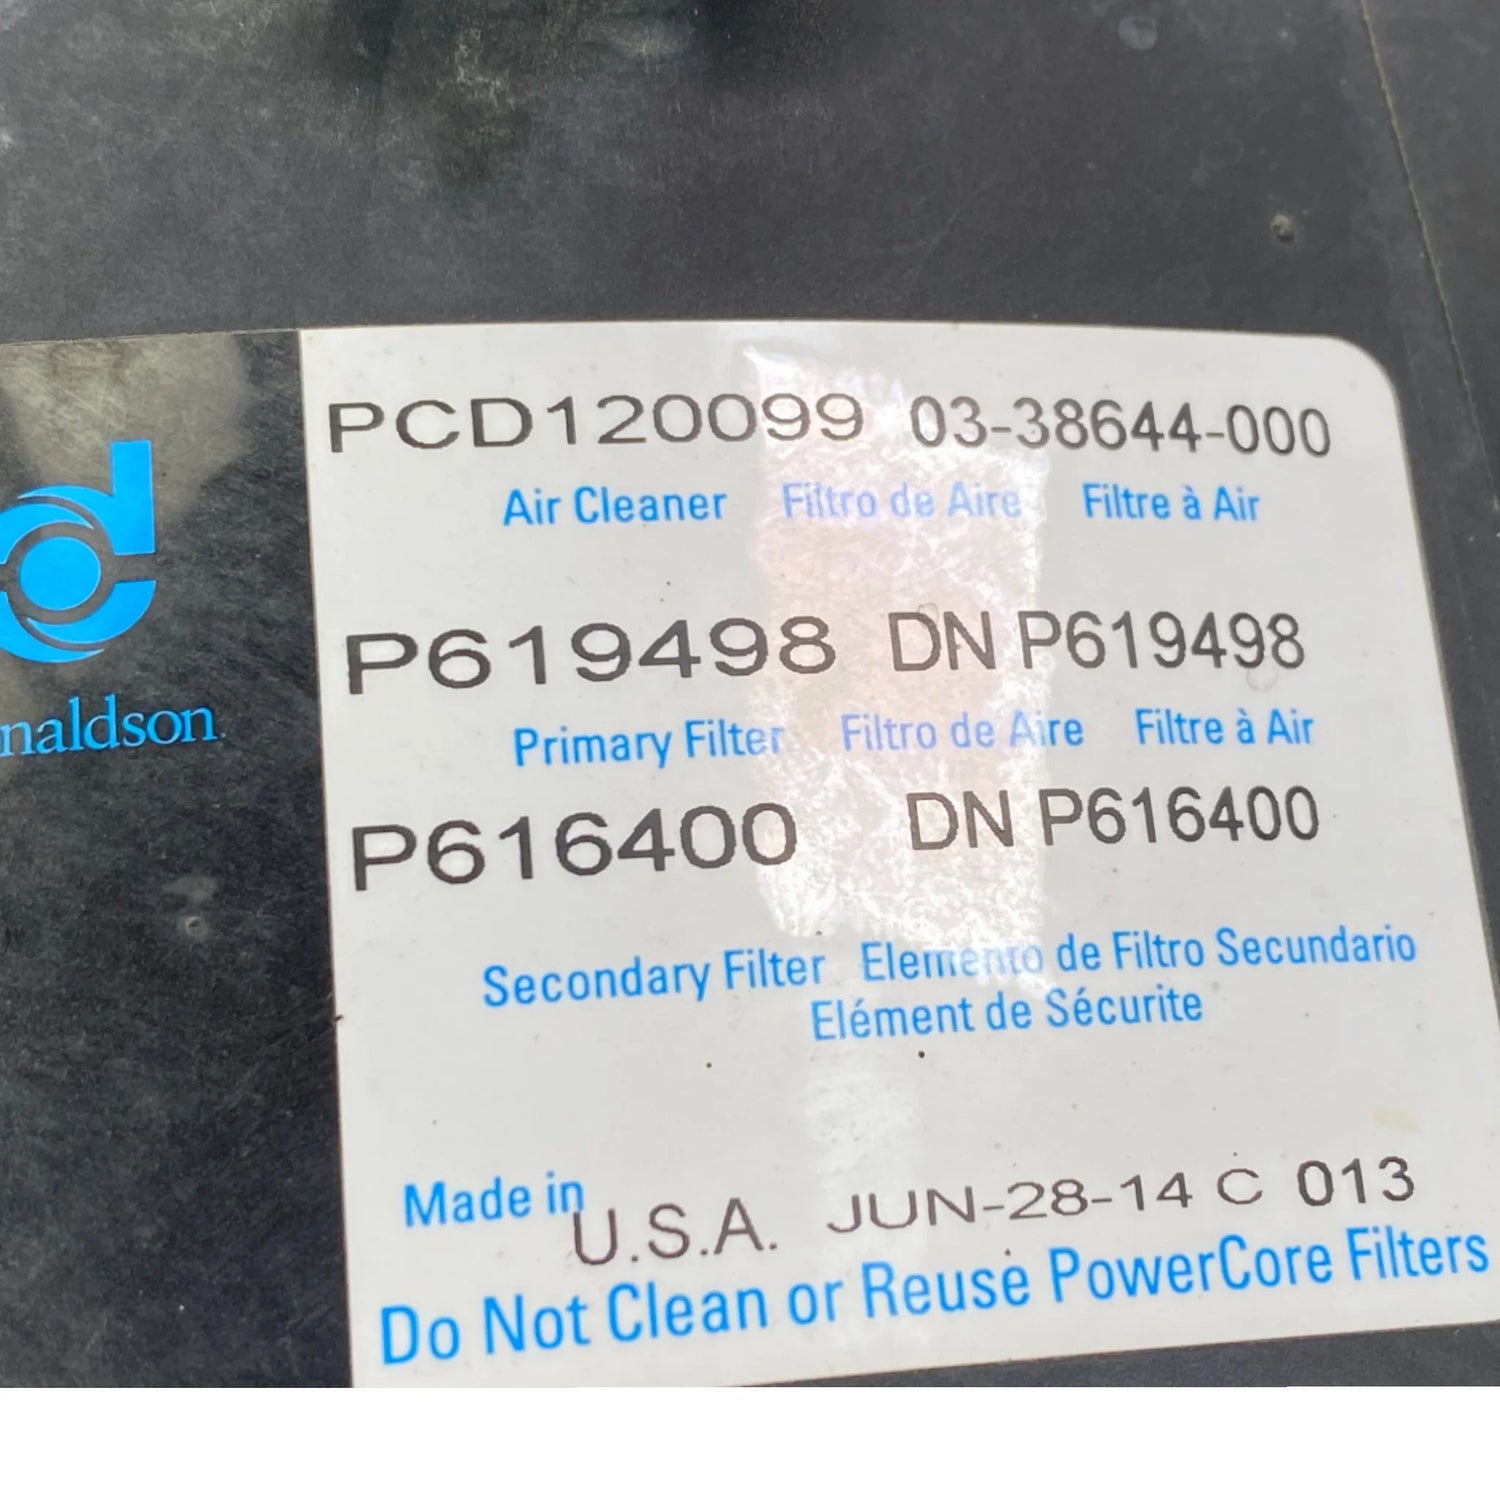 PCD120099 03-38644-000
Air Cleaner Filtro de Aire Filtre à Air
P619498 DN P619498
Primary Filter Filtro de Aire Filtre à Air
P616400 DN P616400
Secondary Filter Elemento de Filtro Secundario
Elément de Sécurite
Made in U.S.A. JUN-28-14 C 013
Do Not Clean or Reuse PowerCore Filters
naldson